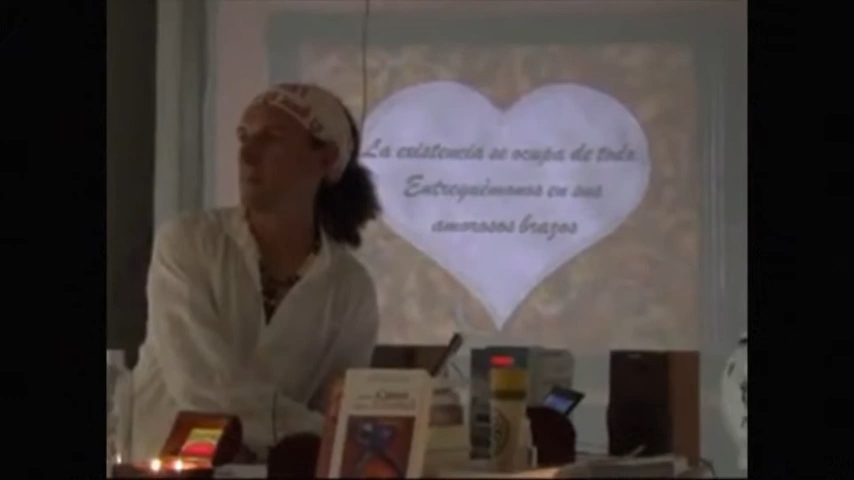 La existencia se ocupa de todo
Entreguémonos en sus
amorosos brazos